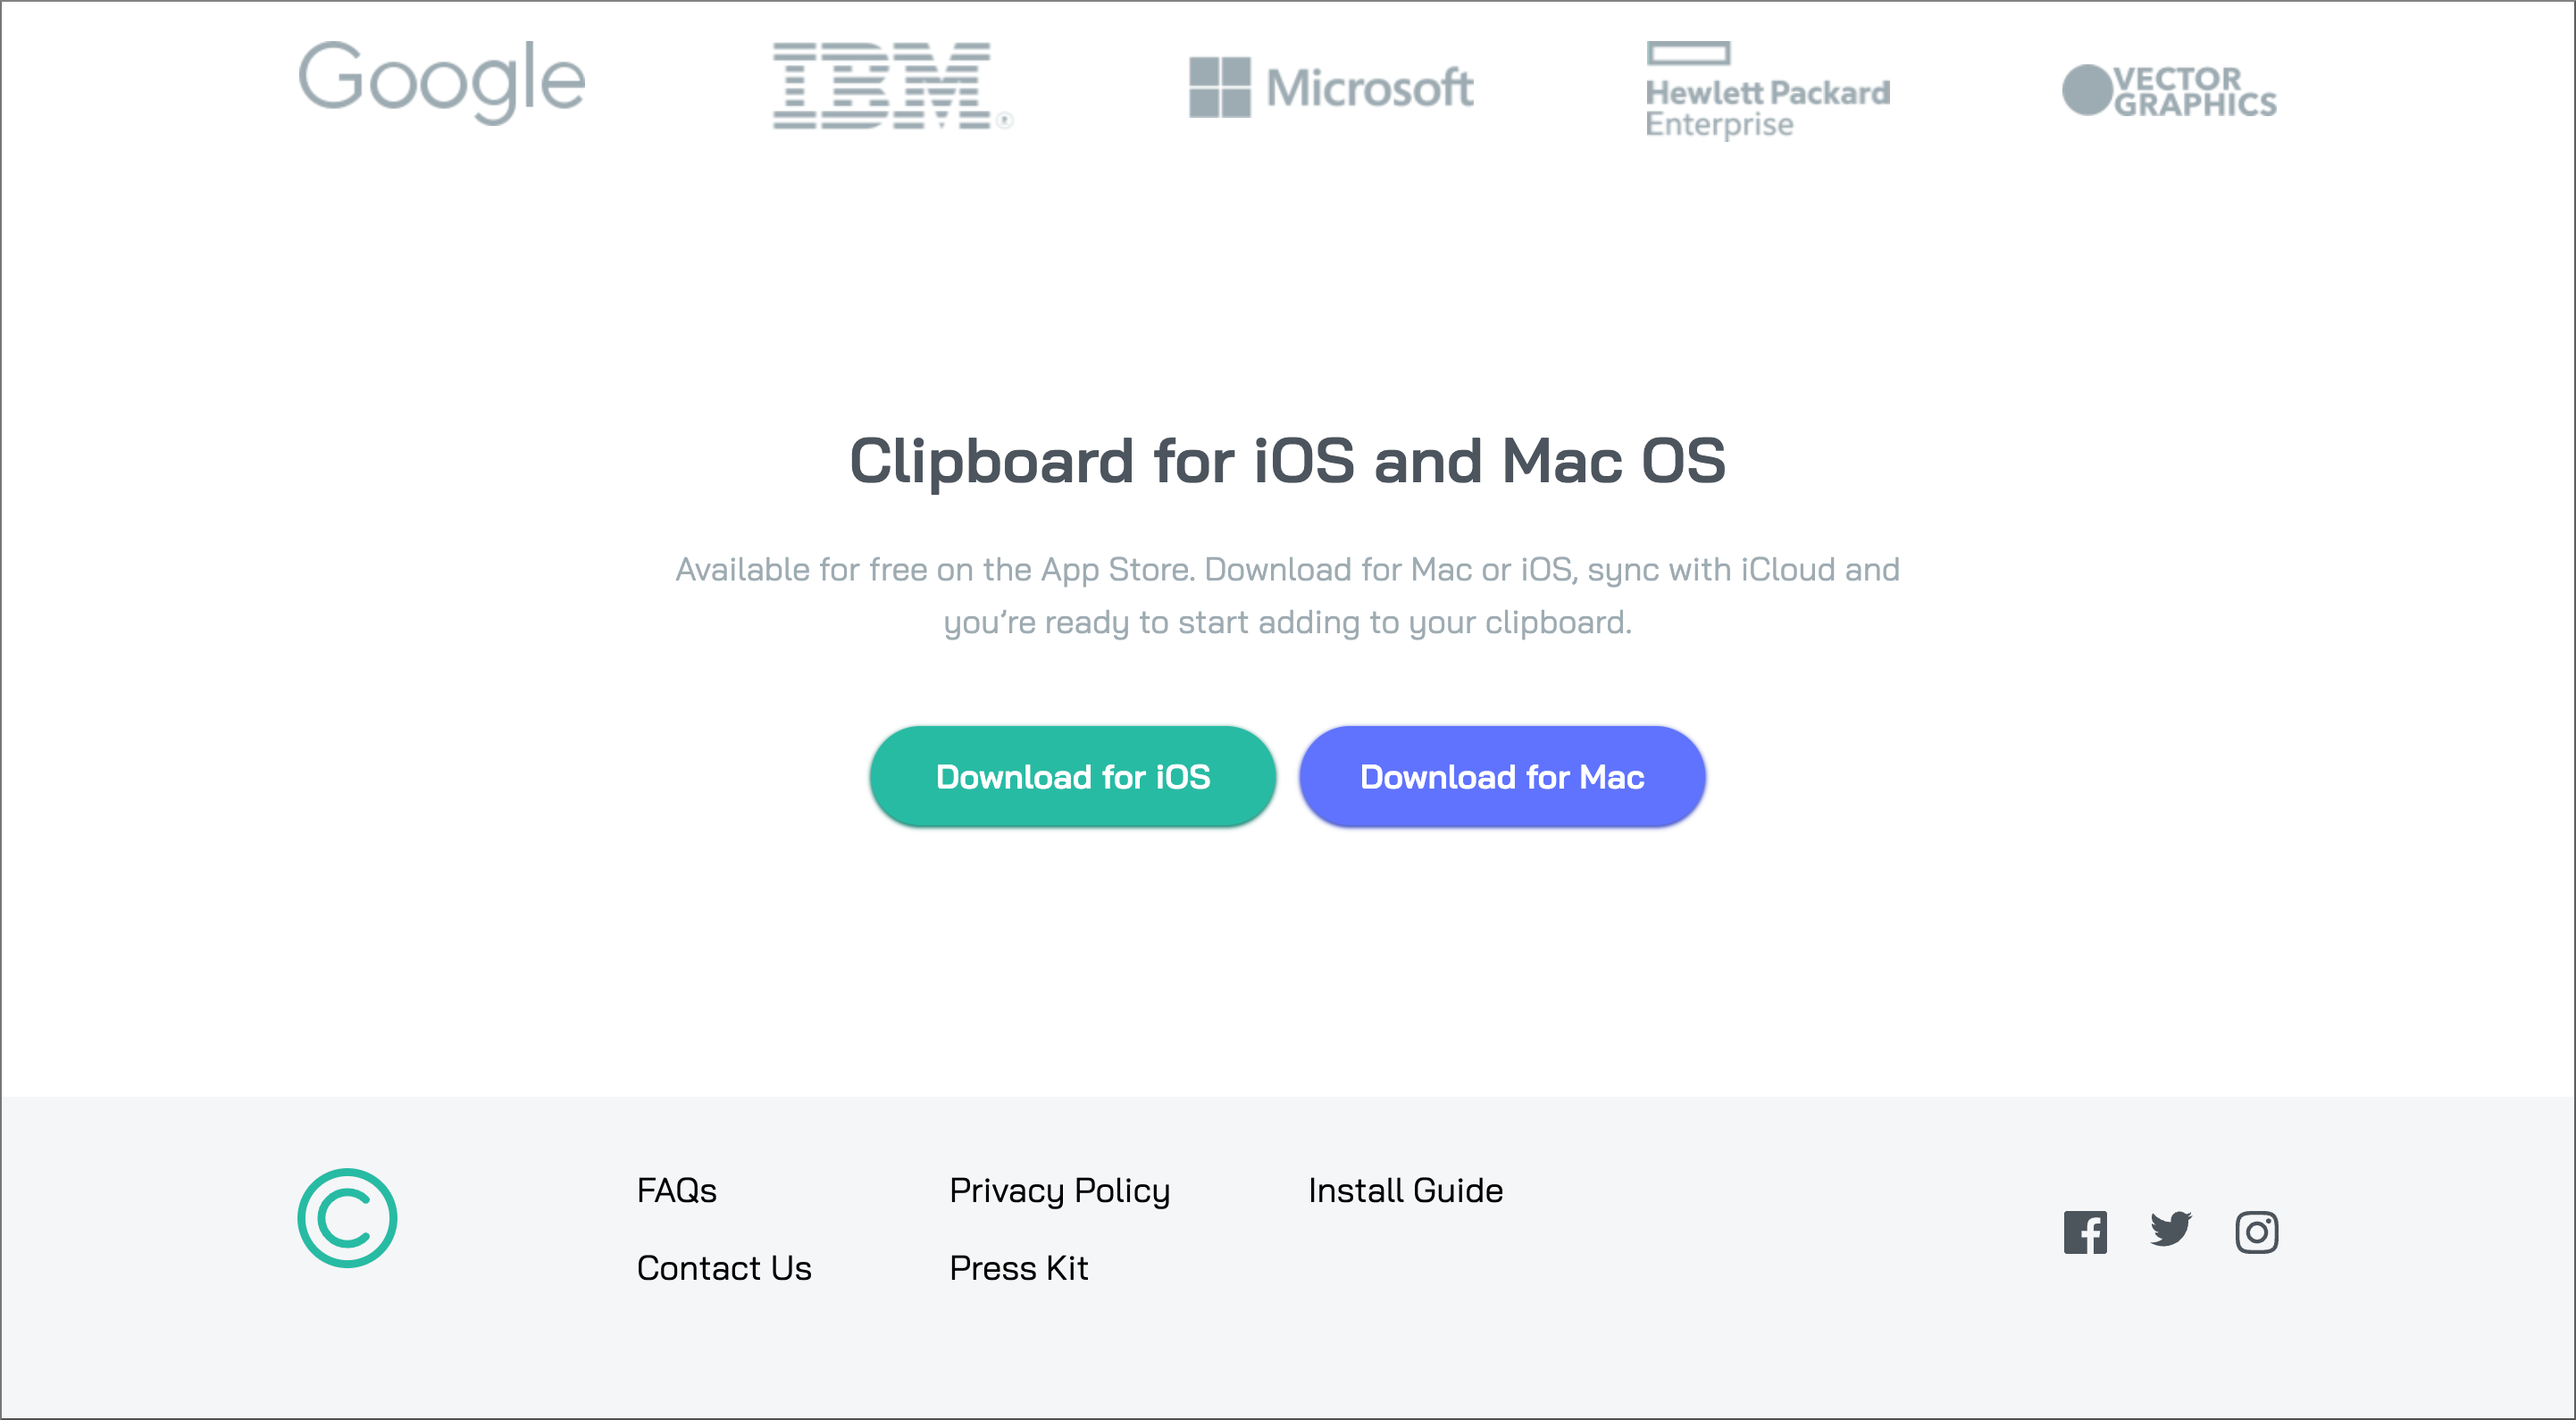 Google
IBM®
Microsoft
Hewlett Packard
Enterprise
VECTOR
GRAPHICS
Clipboard for iOS and Mac OS
Available for free on the App Store. Download for Mac or iOS, sync with iCloud and
you’re ready to start adding to your clipboard.
Download for iOS
Download for Mac
C
FAQs
Privacy Policy
Install Guide
Contact Us
Press Kit